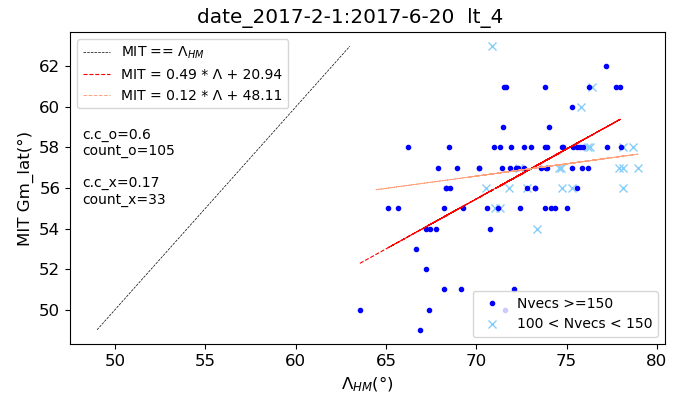 date_2017-2-1:2017-6-20  lt_4
MIT == Λ_HM
MIT = 0.49 * Λ + 20.94
MIT = 0.12 * Λ + 48.11
c.c_o=0.6
count_o=105
c.c_x=0.17
count_x=33
MIT Gm_lat(°)
62
60
58
56
54
52
50
Nvecs >=150
100 < Nvecs < 150
50 55 60 65 70 75 80
Λ_HM(°)